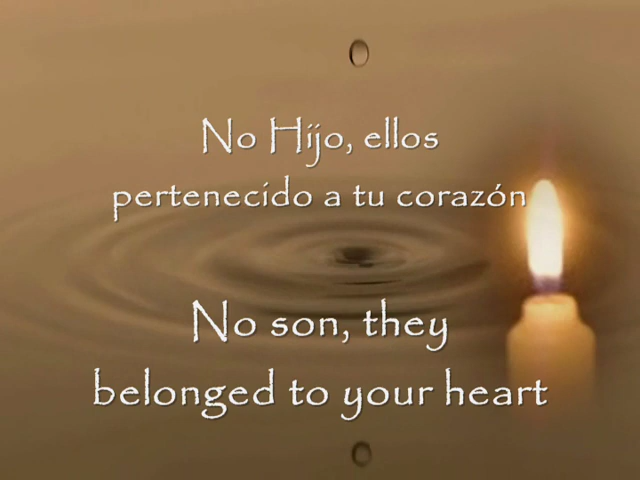 No Hijo, ellos
pertenecido a tu corazón
No son, they
belonged to your heart